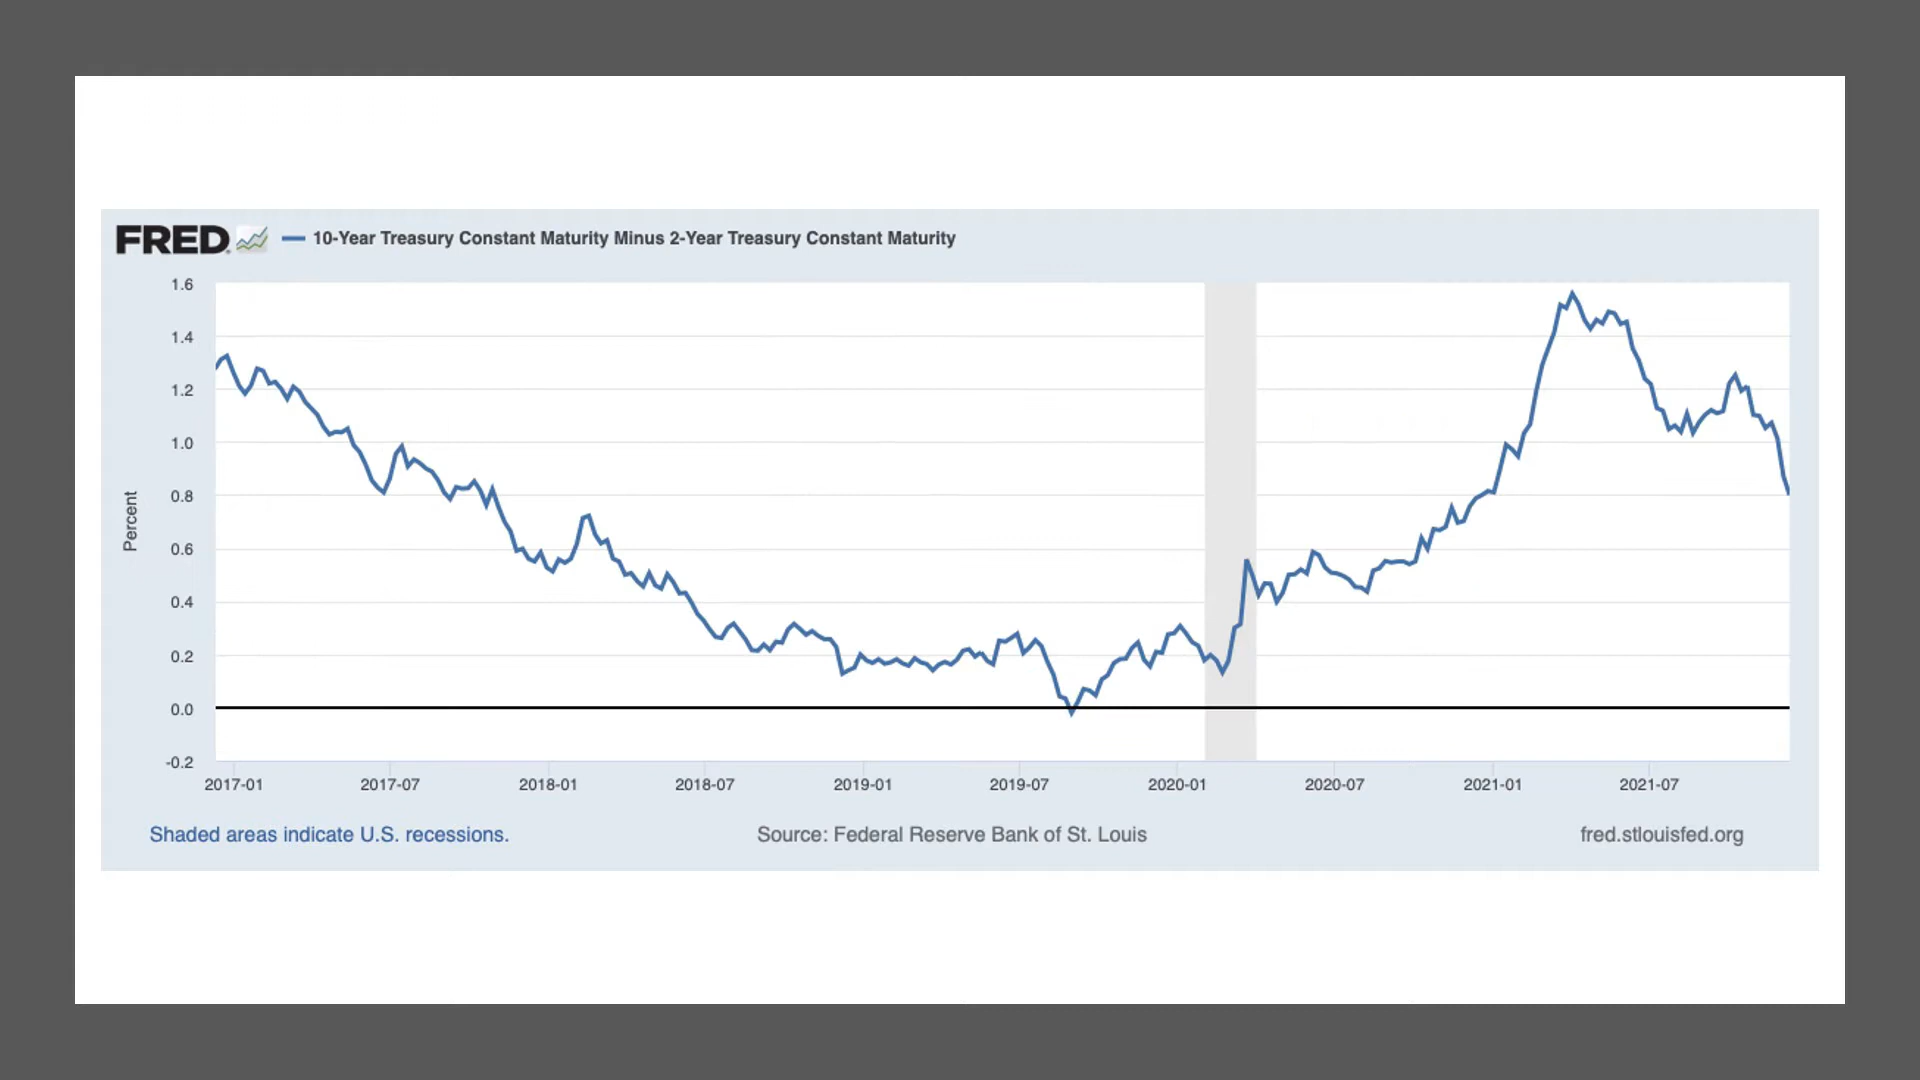 FRED
10-Year Treasury Constant Maturity Minus 2-Year Treasury Constant Maturity
1.6
1.4
1.2
1.0
0.8
0.6
0.4
0.2
0.0
-0.2
Percent
2017-01 2017-07 2018-01 2018-07 2019-01 2019-07 2020-01 2020-07 2021-01 2021-07
Shaded areas indicate U.S. recessions.
Source: Federal Reserve Bank of St. Louis
fred.stlouisfed.org